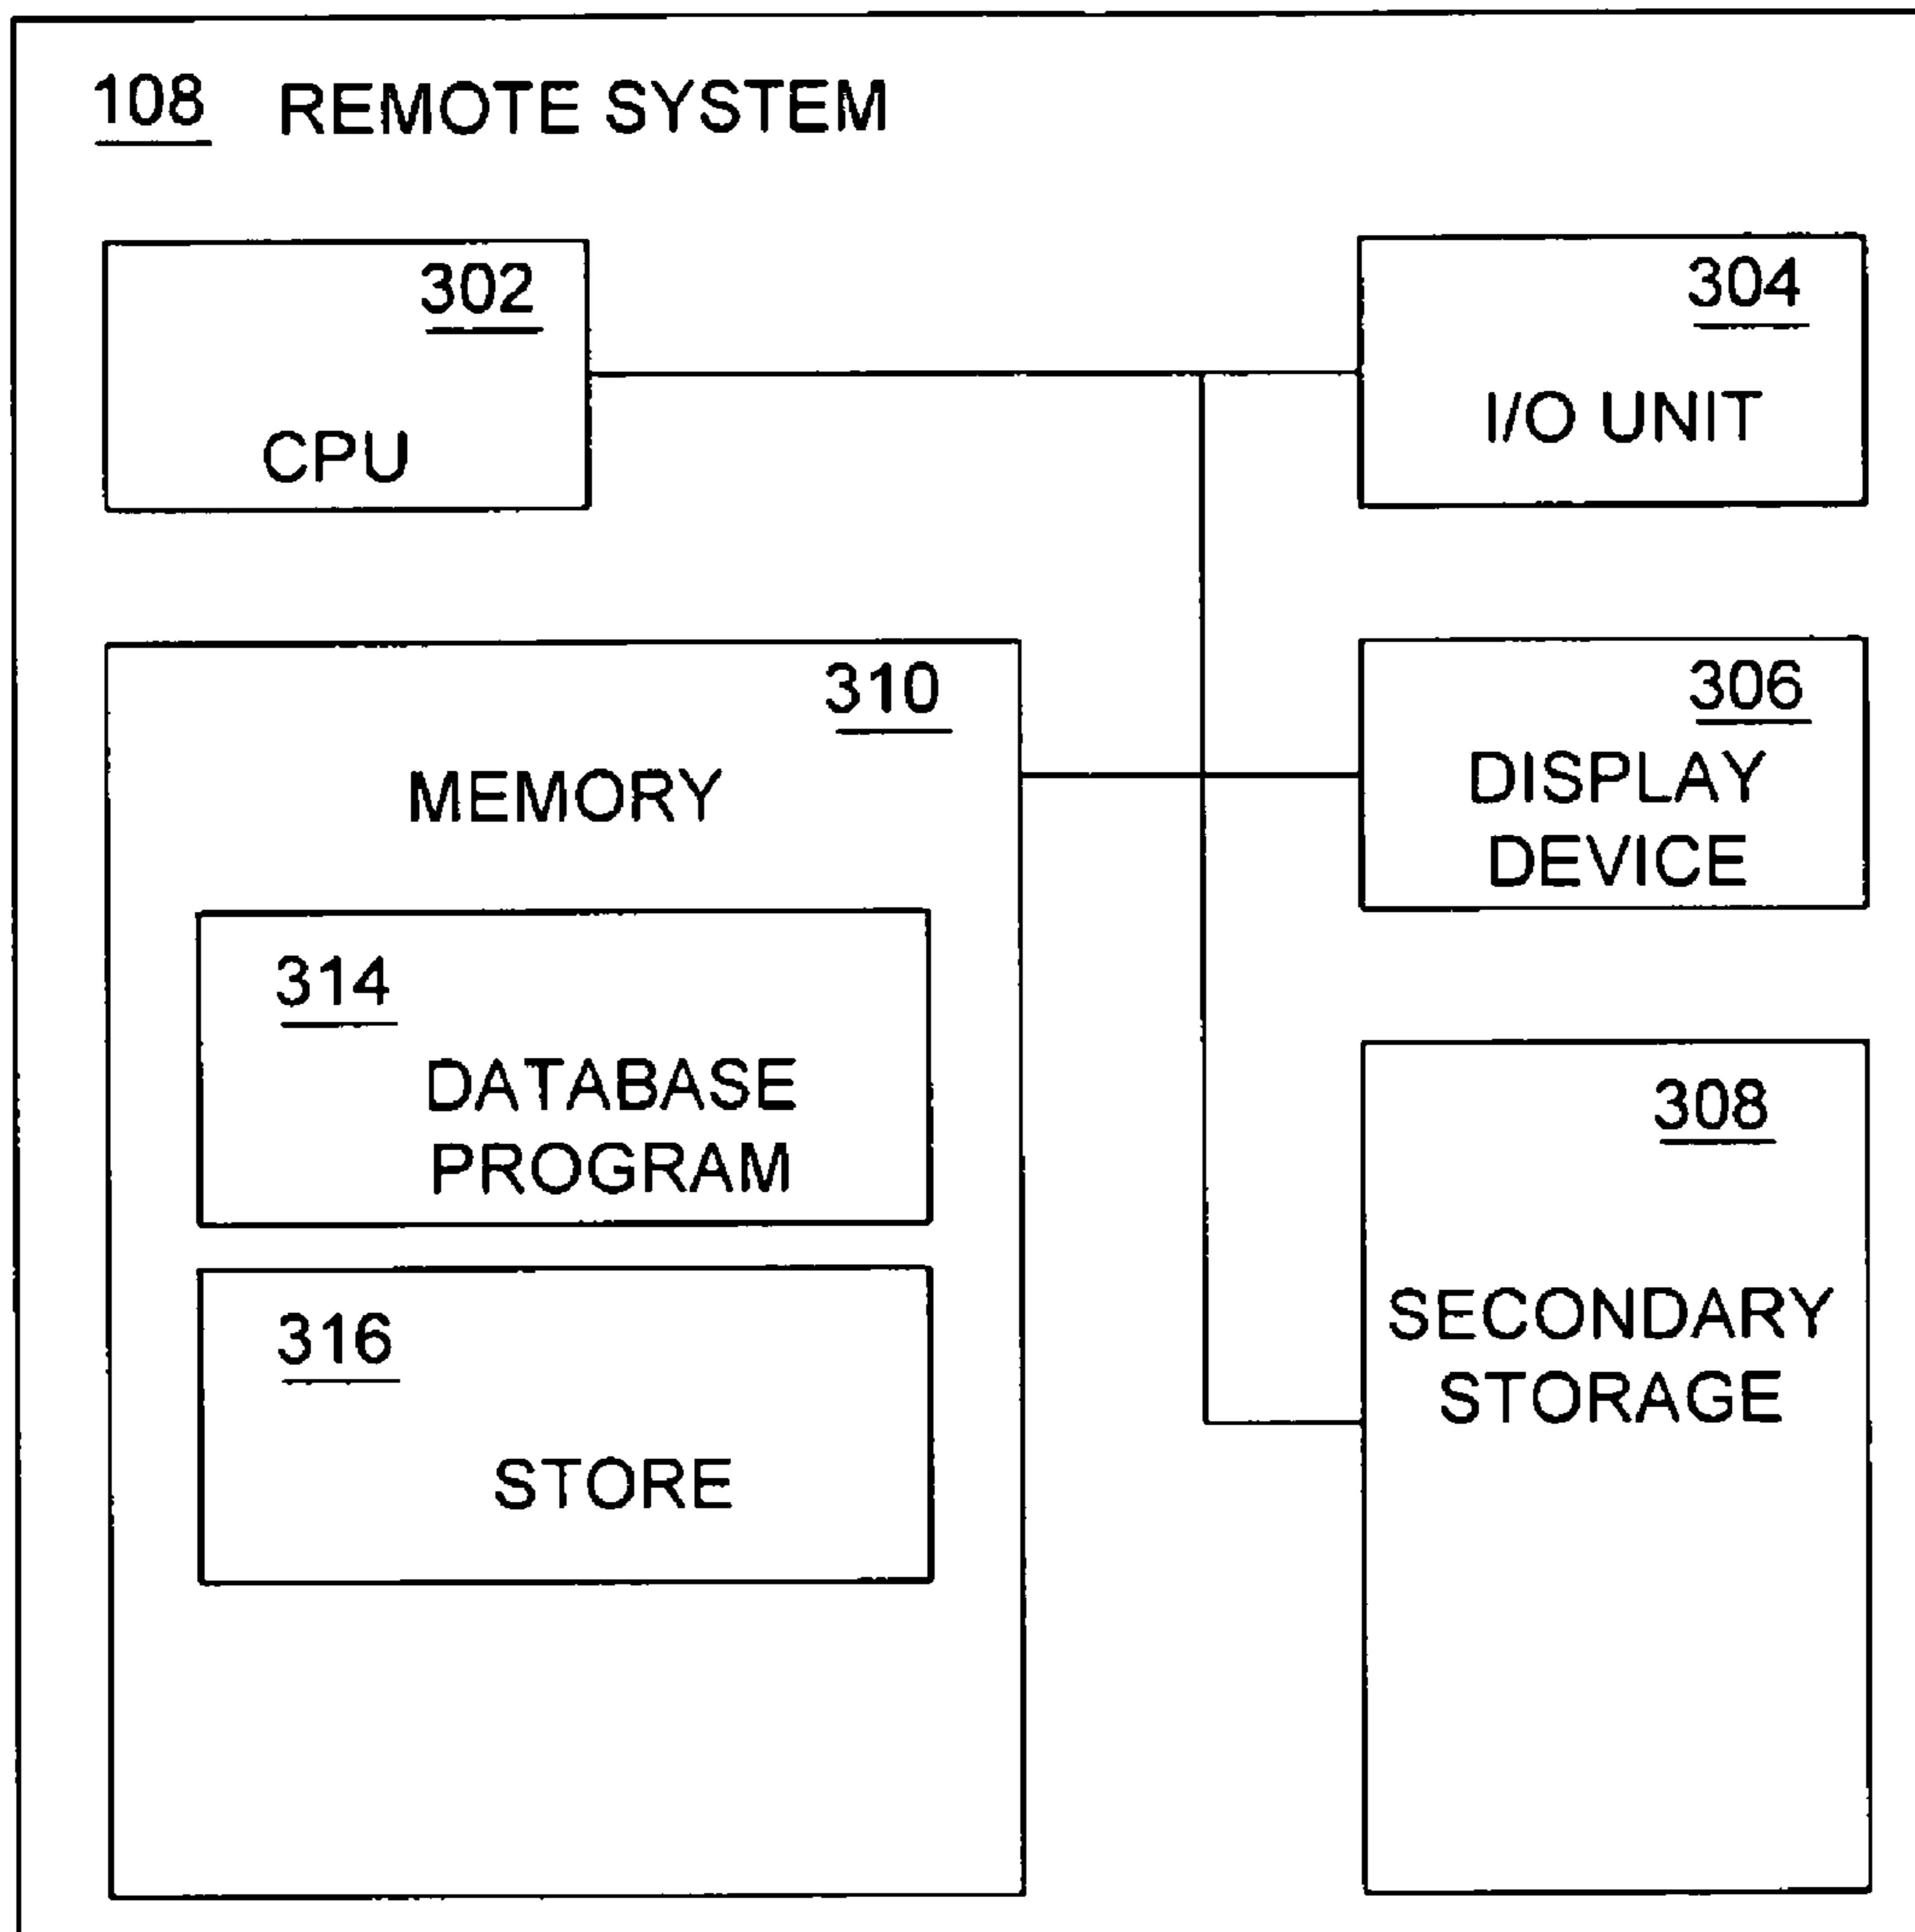 108 REMOTE SYSTEM
302
CPU
304
I/O UNIT
310
MEMORY
306
DISPLAY
DEVICE
314
DATABASE
PROGRAM
316
STORE
308
SECONDARY
STORAGE